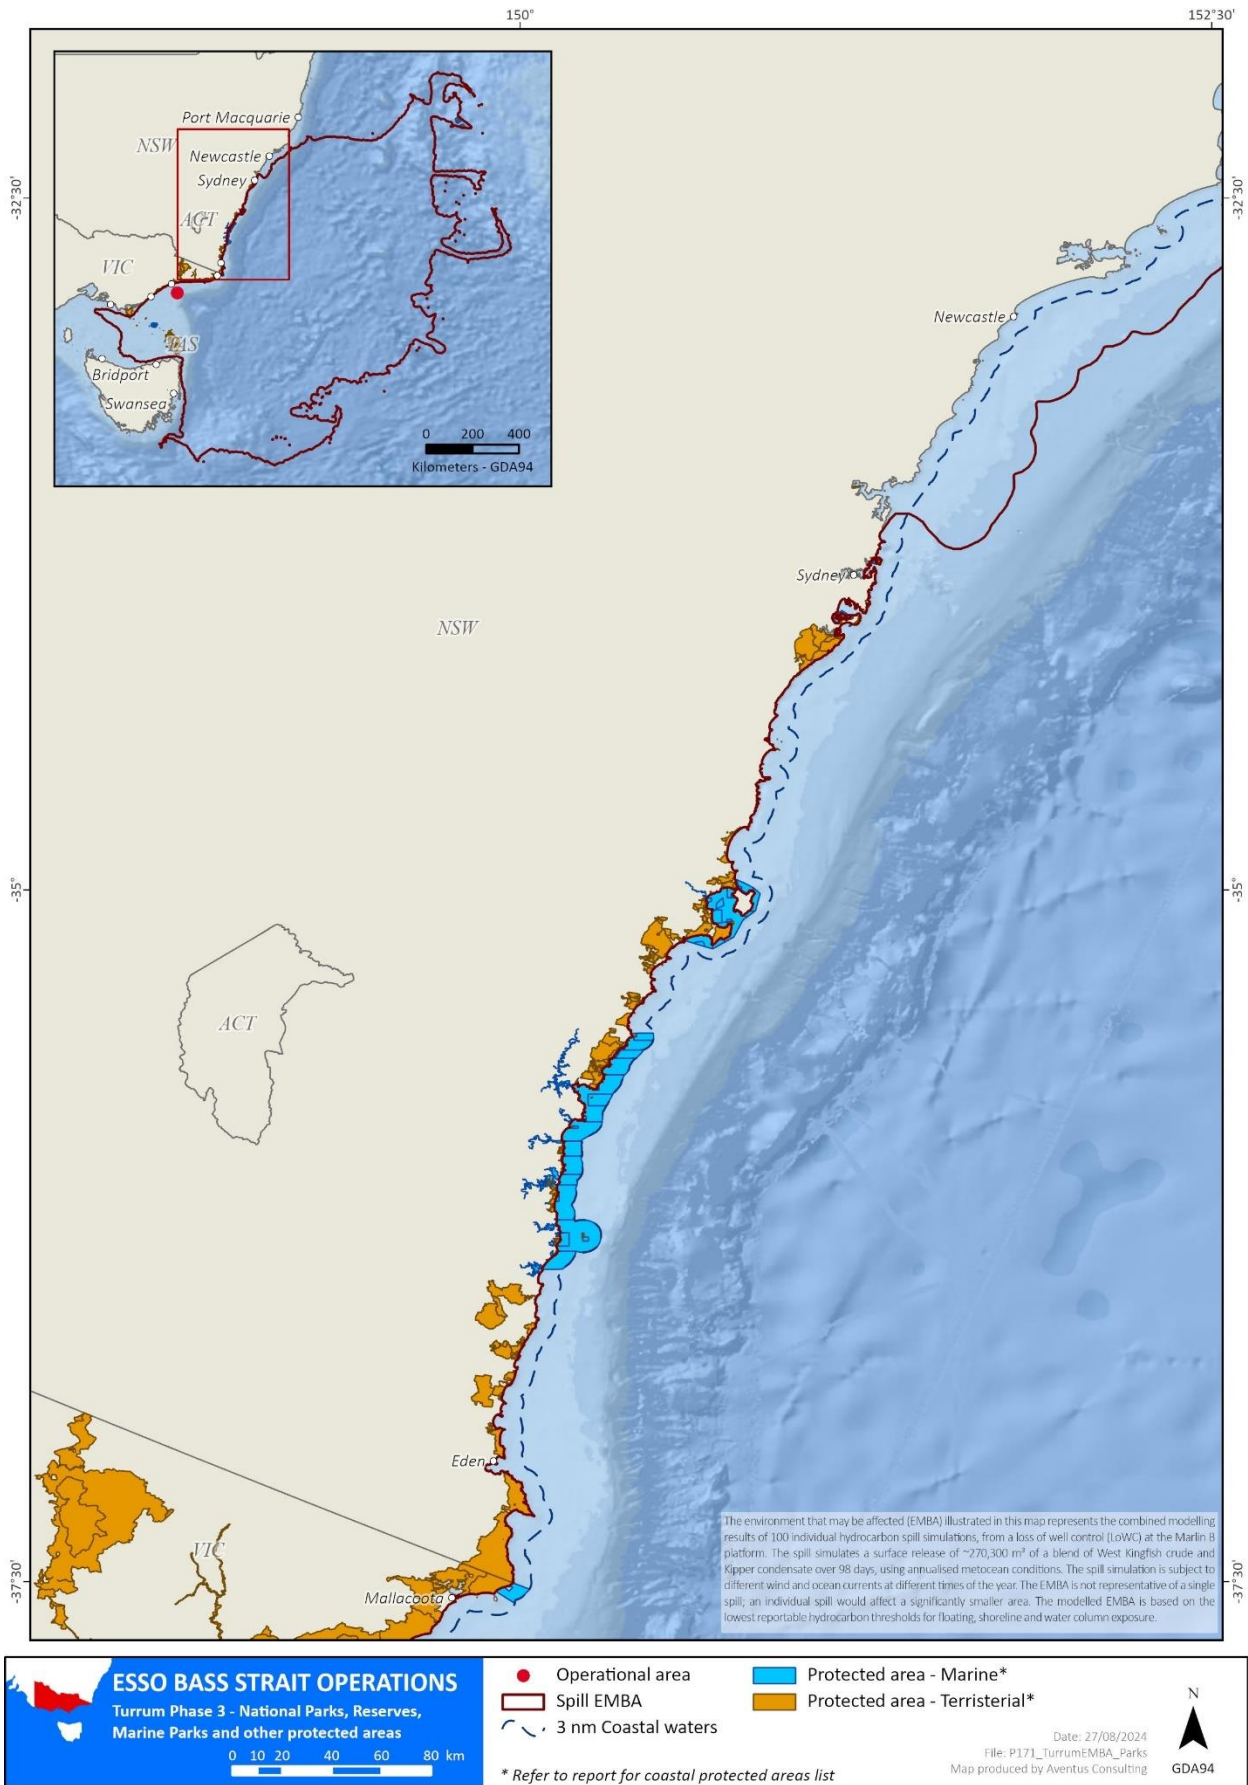 150°
152°30'
Port Macquarie
NSW
Newcastle
Sydney
ACT
VIC
TAS
Bridport
Swansea
0 200 400
Kilometers - GDA94
-32°30'
-32°30'
Newcastle
Sydney
NSW
-35°
-35°
ACT
Eden
VIC
Mallacoota
-37°30'
-37°30'
The environment that may be affected (EMBA) illustrated in this map represents the combined modelling
results of 100 individual hydrocarbon spill simulations, from a loss of well control (LoWC) at the Marlin B
platform. The spill simulates a surface release of ~270,300 m³ of a blend of West Kingfish crude and
Kipper condensate over 98 days, using annualised metocean conditions. The spill simulation is subject to
different wind and ocean currents at different times of the year. The EMBA is not representative of a single
spill; an individual spill would affect a significantly smaller area. The modelled EMBA is based on the
lowest reportable hydrocarbon thresholds for floating, shoreline and water column exposure.
ESSO BASS STRAIT OPERATIONS
Turrum Phase 3 - National Parks, Reserves,
Marine Parks and other protected areas
0 10 20 40 60 80 km
Operational area
Spill EMBA
3 nm Coastal waters
Protected area - Marine*
Protected area - Terristerial*
* Refer to report for coastal protected areas list
Date: 27/08/2024
File: P171_TurrumEMBA_Parks
Map produced by Aventus Consulting
N
GDA94